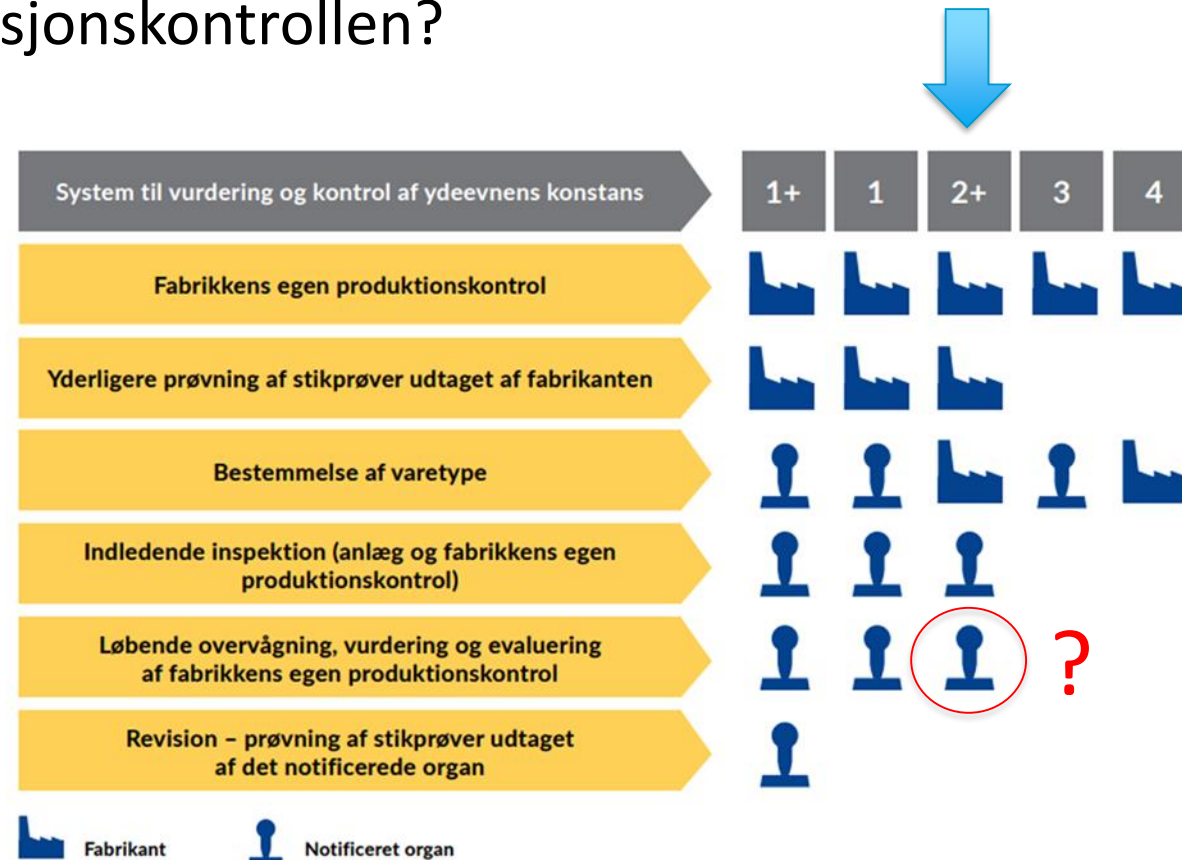 sjonskontrollen?
System til vurdering og kontrol af ydeevnens konstans
1+ 1 2+ 3 4
Fabrikkens egen produktionskontrol
Yderligere prøvning af stikprøver udtaget af fabrikanten
Bestemmelse af varetype
Indledende inspektion (anlæg og fabrikkens egen
produktionskontrol)
Løbende overvågning, vurdering og evaluering
af fabrikkens egen produktionskontrol
?
Revision – prøvning af stikprøver udtaget
af det notificerede organ
Fabrikant
Notificeret organ